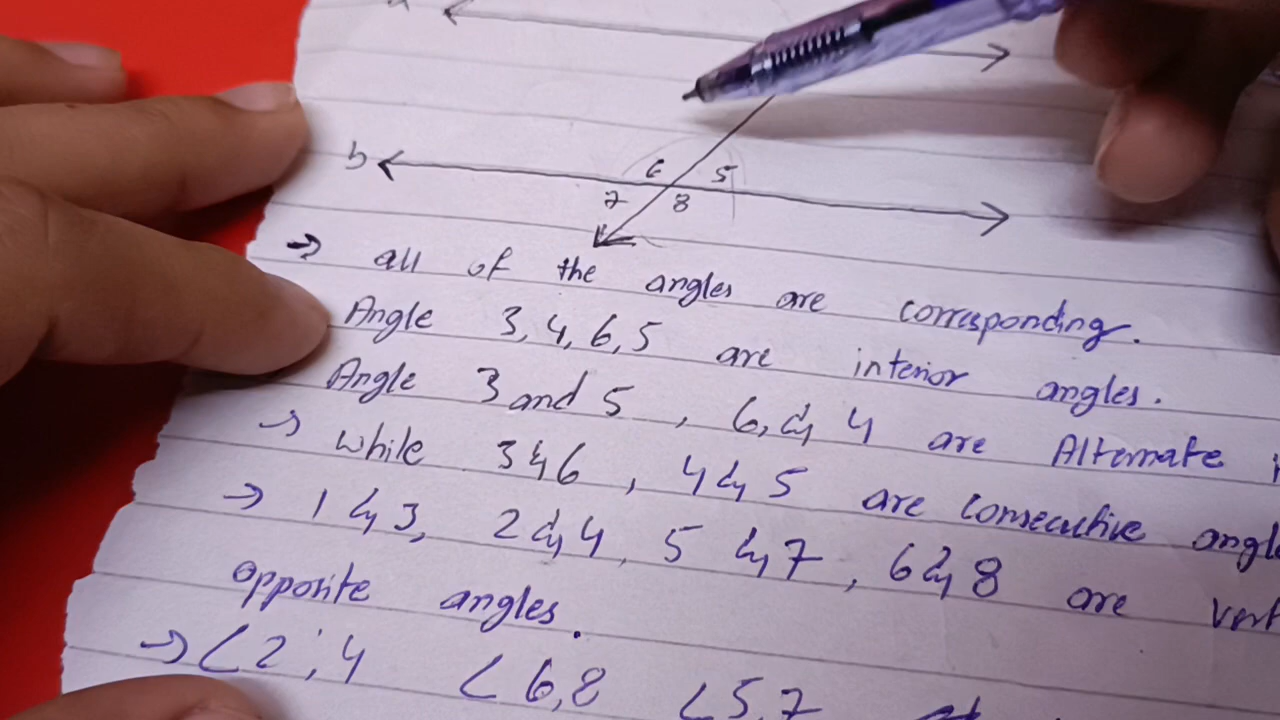 b
6 5
7 8
→ all of the angles are corresponding.
Angle 3,4,6,5 are interior angles.
Angle 3 and 5, 6, & 4 are Alternate
→ while 3 & 6, 4 & 5 are consecutive angle
→ 1 & 3, 2 & 4, 5 & 7, 6 & 8 are vert
opposite angles.
→ ∠2,4 ∠6,8 ∠5,7